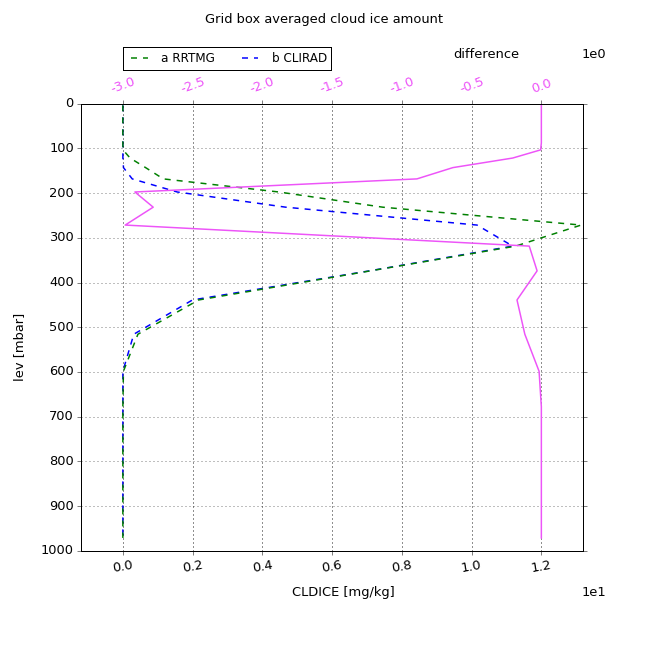 Grid box averaged cloud ice amount
a RRTMG b CLIRAD
difference 1e0
-3.0 -2.5 -2.0 -1.5 -1.0 -0.5 0.0
0
100
200
300
400
500
600
700
800
900
1000
lev [mbar]
0.0 0.2 0.4 0.6 0.8 1.0 1.2
CLDICE [mg/kg] 1e1